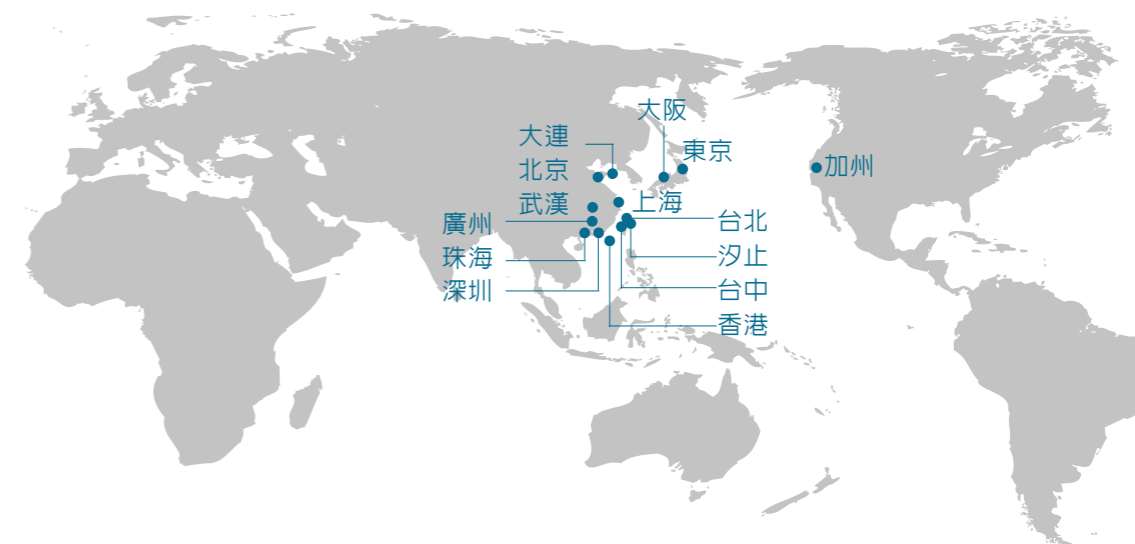 大阪
大連
東京
北京
加州
武漢
上海
廣州
台北
珠海
汐止
深圳
台中
香港